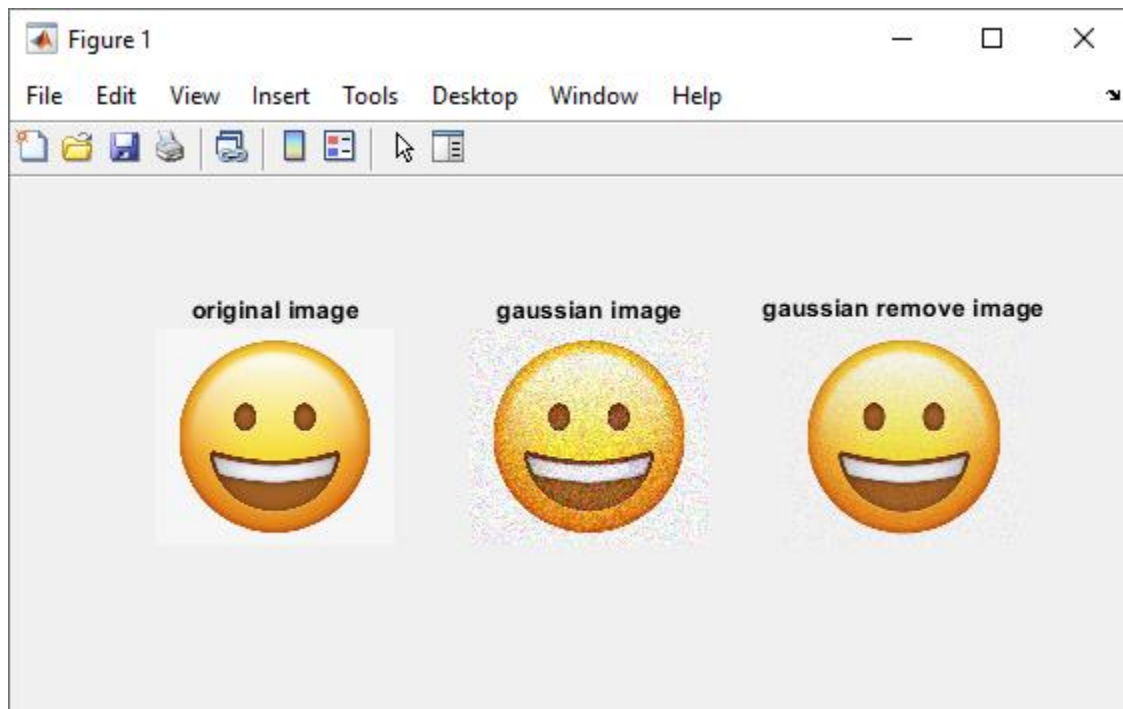 Figure 1
File Edit View Insert Tools Desktop Window Help
original image gaussian image gaussian remove image